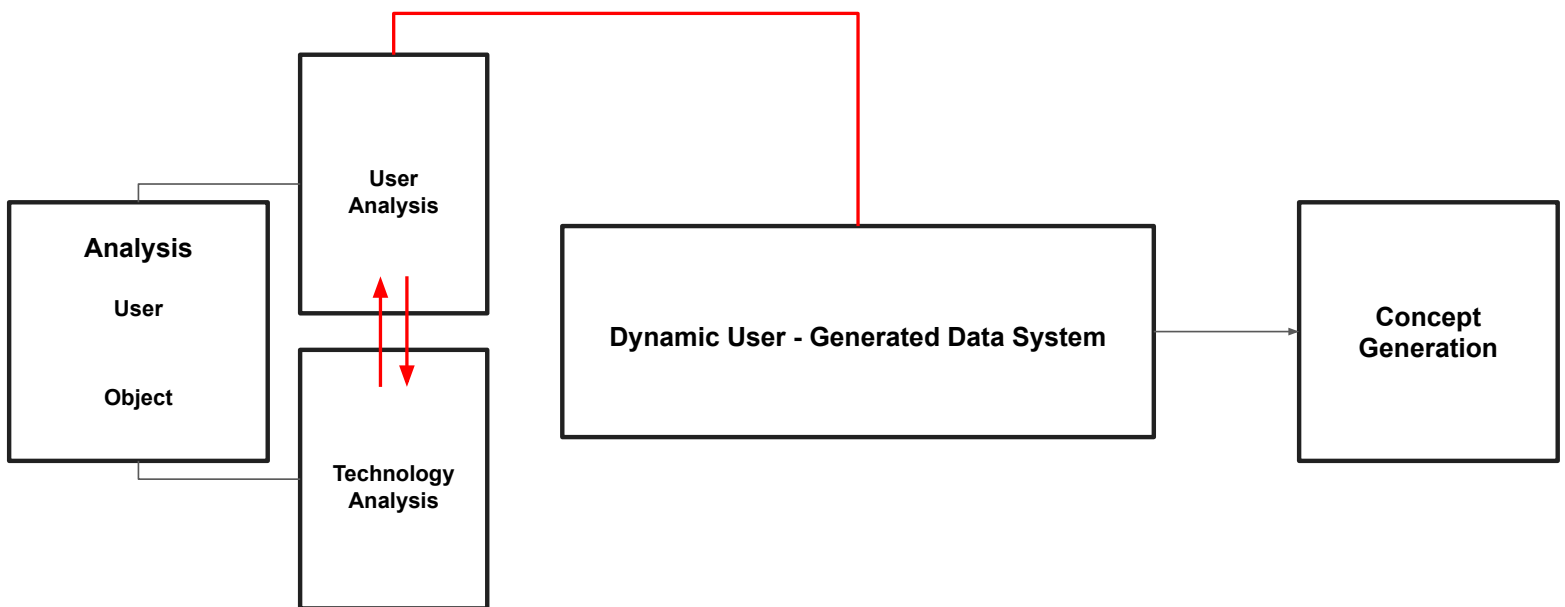 Analysis
User
Object
User
Analysis
Technology
Analysis
Dynamic User - Generated Data System
Concept
Generation